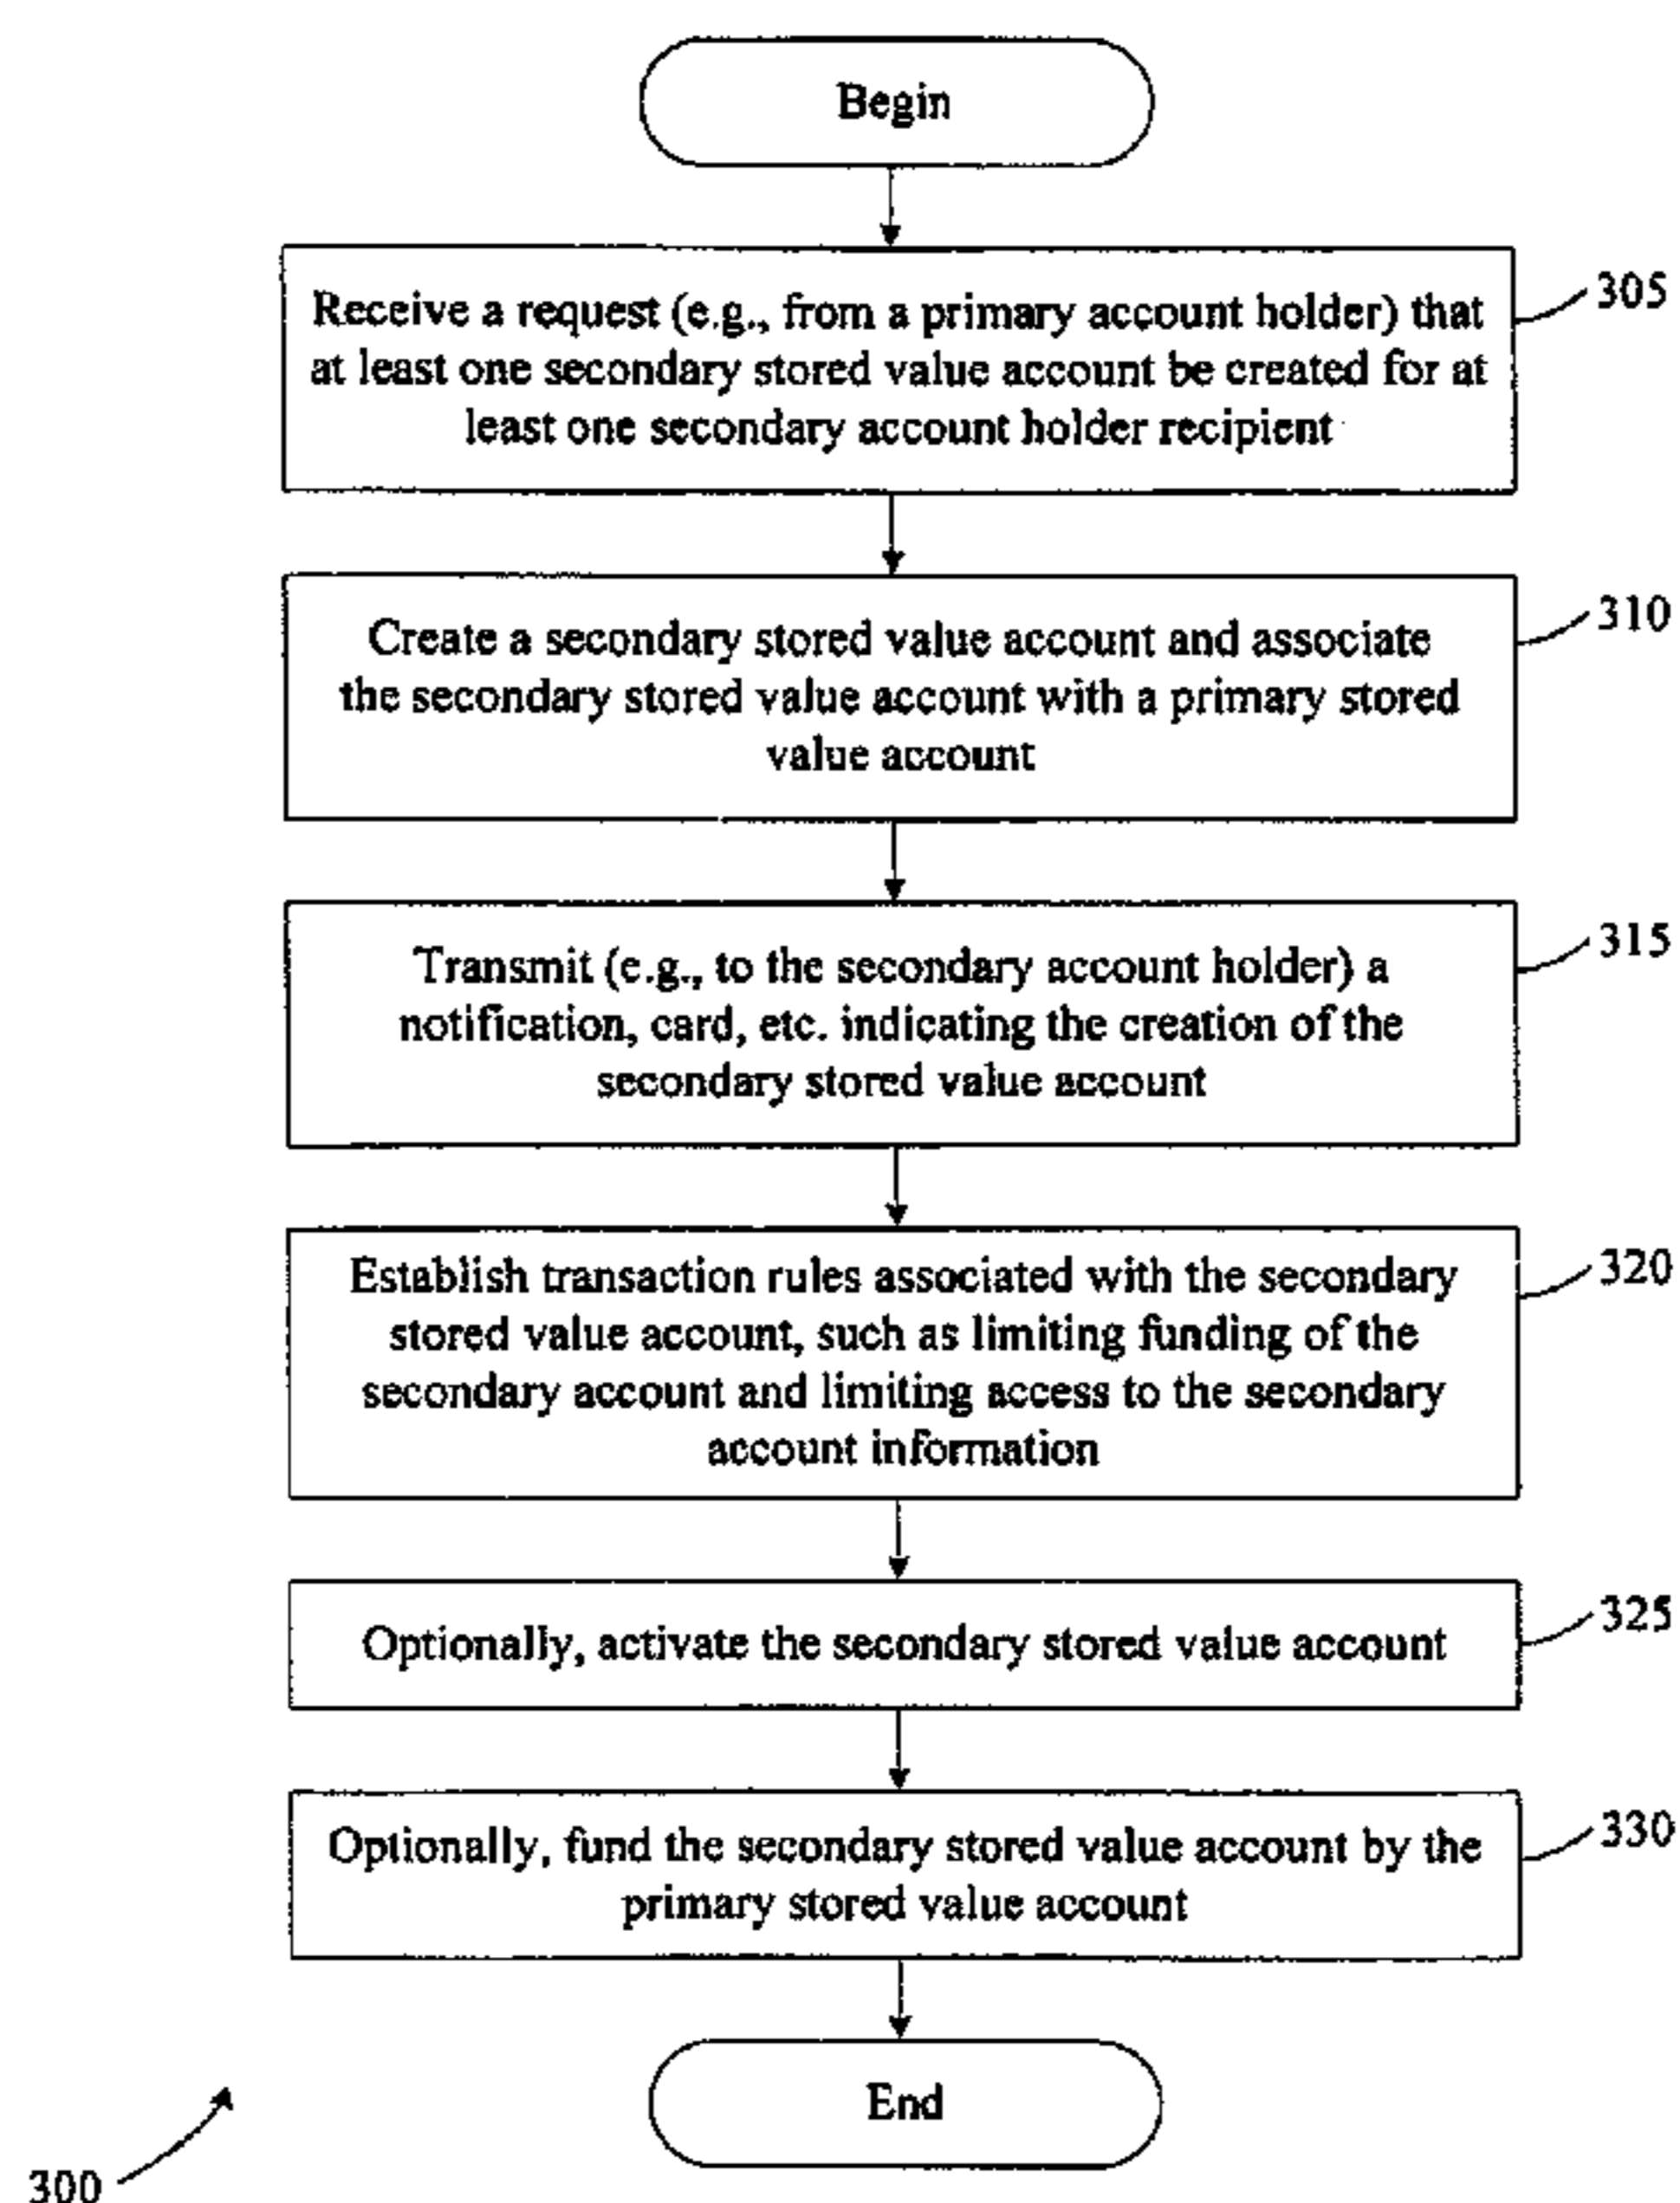 Begin
Receive a request (e.g., from a primary account holder) that
at least one secondary stored value account be created for at
least one secondary account holder recipient
305
Create a secondary stored value account and associate
the secondary stored value account with a primary stored
value account
310
Transmit (e.g., to the secondary account holder) a
notification, card, etc. indicating the creation of the
secondary stored value account
315
Establish transaction rules associated with the secondary
stored value account, such as limiting funding of the
secondary account and limiting access to the secondary
account information
320
Optionally, activate the secondary stored value account
325
Optionally, fund the secondary stored value account by the
primary stored value account
330
End
300